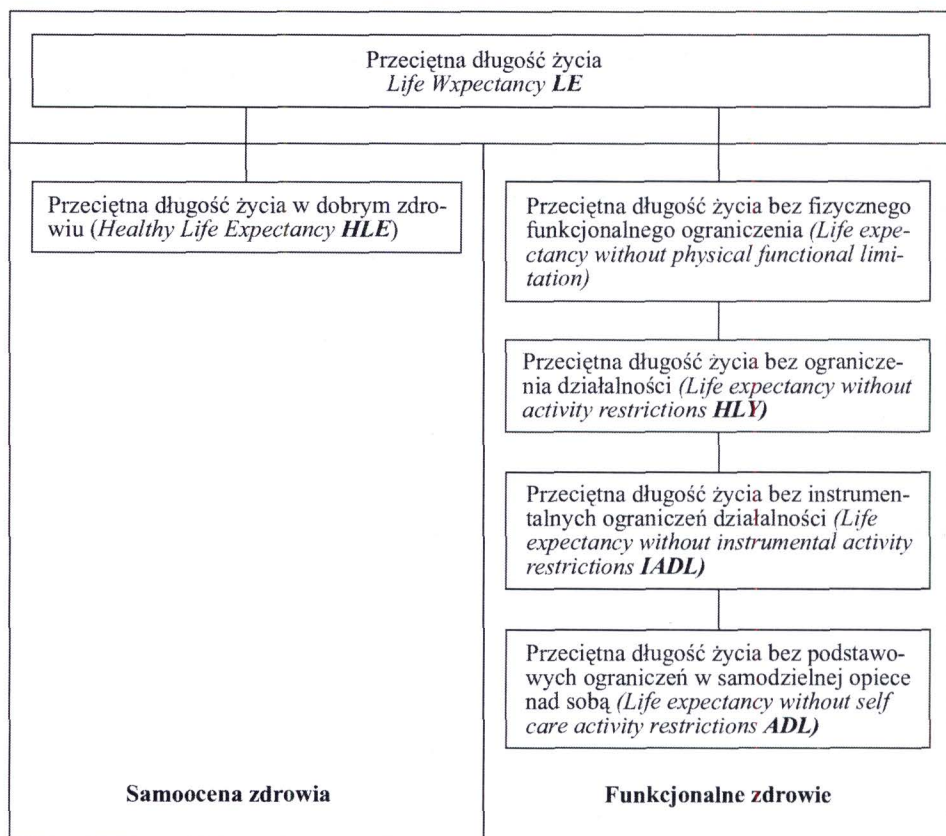 Przeciętna długość życia
Life Wxpectancy LE
Przeciętna długość życia w dobrym zdro-
wiu (Healthy Life Expectancy HLE)
Przeciętna długość życia bez fizycznego
funkcjonalnego ograniczenia (Life expe-
ctancy without physical functional limi-
tation)
Przeciętna długość życia bez ogranicze-
nia działalności (Life expectancy without
activity restrictions HLY)
Przeciętna długość życia bez instrumen-
talnych ograniczeń działalności (Life
expectancy without instrumental activity
restrictions IADL)
Przeciętna długość życia bez podstawo-
wych ograniczeń w samodzielnej opiece
nad sobą (Life expectancy without self
care activity restrictions ADL)
Samoocena zdrowia
Funkcjonalne zdrowie